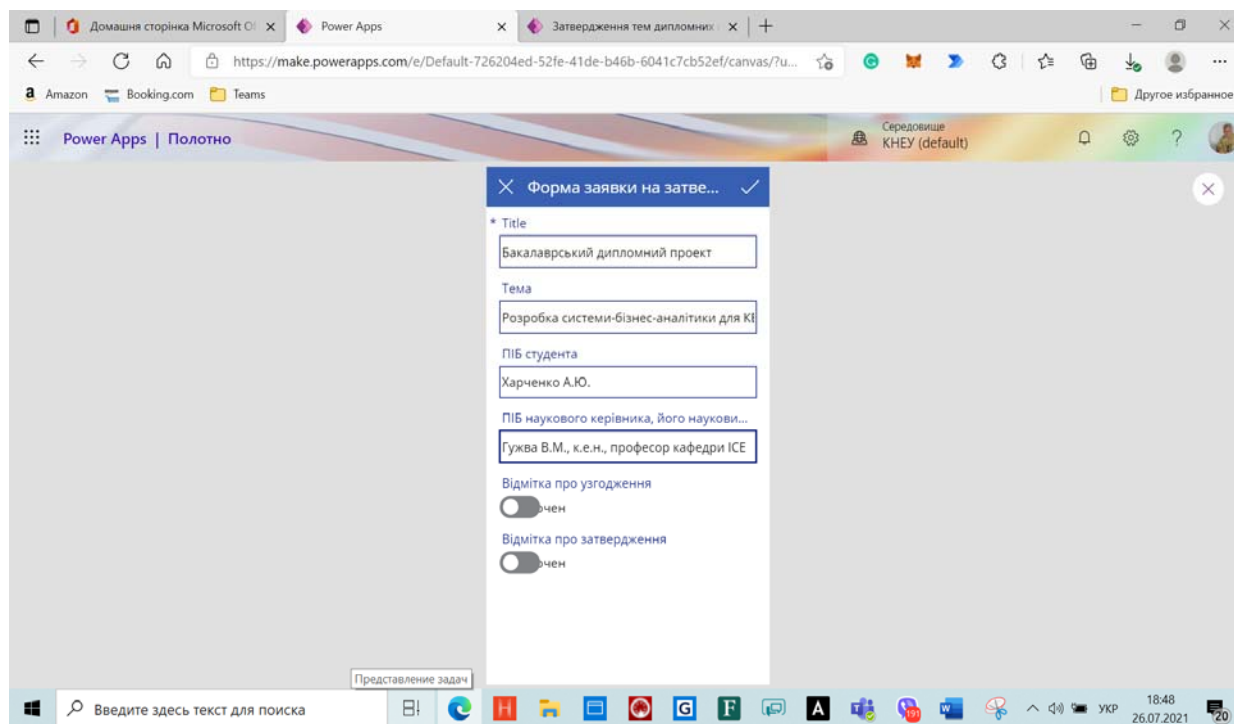 Домашня сторінка Microsoft Of
Power Apps
Затвердження тем дипломних
https://make.powerapps.com/e/Default-726204ed-52fe-41de-b46b-6041c7cb52ef/canvas/?u...
Amazon
Booking.com
Teams
Другое избранное
Power Apps | Полотно
Середовище
КНЕУ (default)
Форма заявки на затве...
* Title
Бакалаврський дипломний проект
Тема
Розробка системи-бізнес-аналітики для КЕ
ПІБ студента
Харченко А.Ю.
ПІБ наукового керівника, його наукови...
Гужва В.М., к.е.н., професор кафедри ІСЕ
Відмітка про узгодження
очен
Відмітка про затвердження
очен
Представление задач
Введите здесь текст для поиска
УКР
18:48
26.07.2021
20